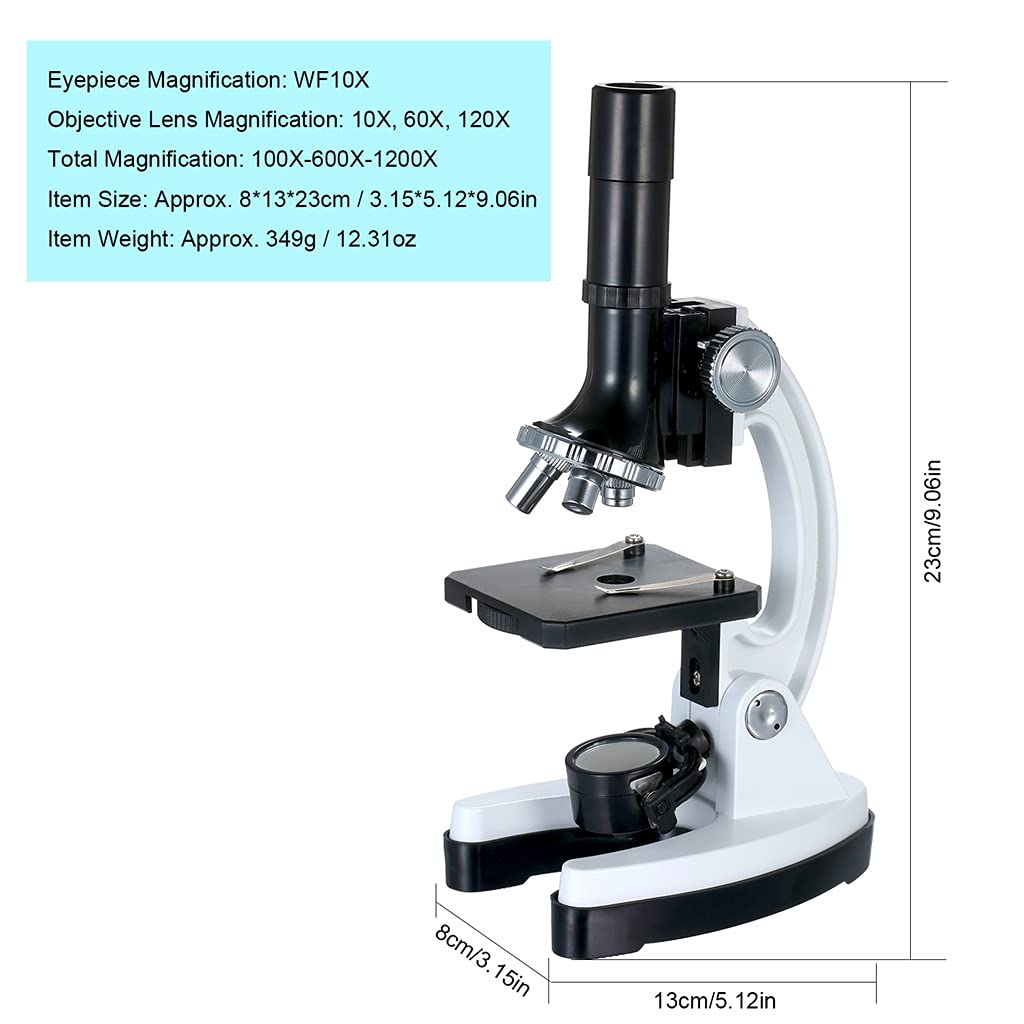 Eyepiece Magnification: WF10X
Objective Lens Magnification: 10X, 60X, 120X
Total Magnification: 100X-600X-1200X
Item Size: Approx. 8*13*23cm / 3.15*5.12*9.06in
Item Weight: Approx. 349g / 12.31oz
23cm/9.06in
8cm/3.15in
13cm/5.12in